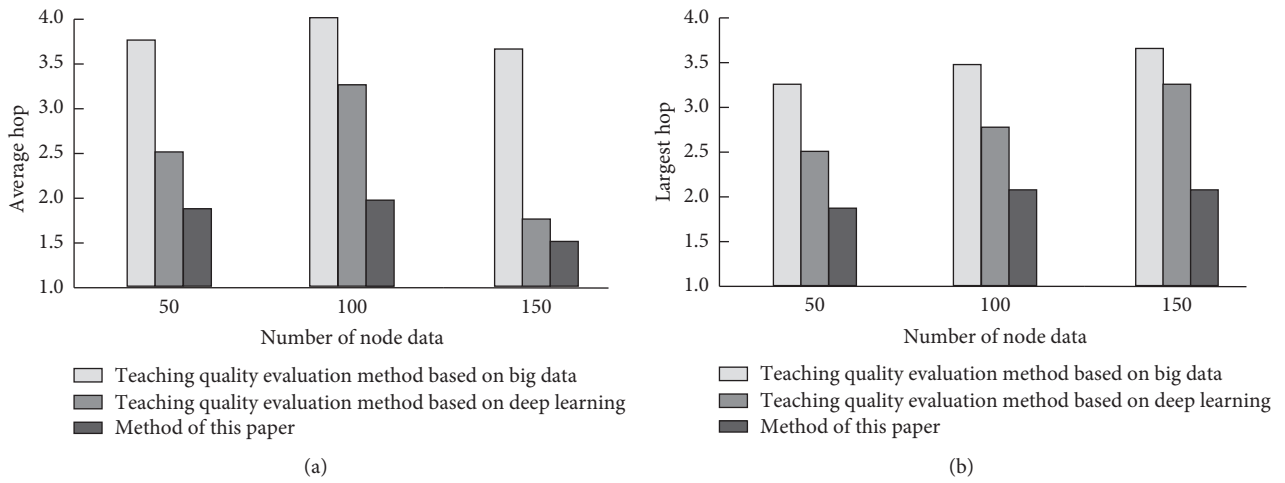 4.0
3.5
3.0
2.5
2.0
1.5
1.0
Average hop
50 100 150
Number of node data
Teaching quality evaluation method based on big data
Teaching quality evaluation method based on deep learning
Method of this paper
(a)
4.0
3.5
3.0
2.5
2.0
1.5
1.0
Largest hop
50 100 150
Number of node data
Teaching quality evaluation method based on big data
Teaching quality evaluation method based on deep learning
Method of this paper
(b)